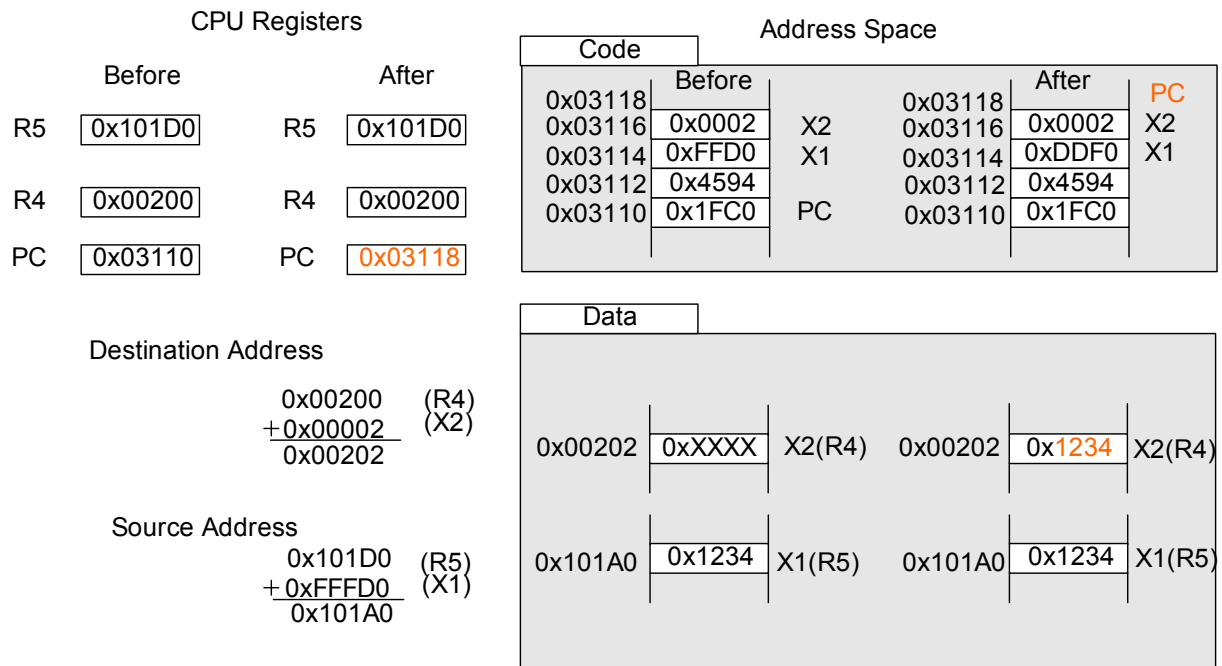 CPU Registers
Address Space
Before After
R5 0x101D0 R5 0x101D0
R4 0x00200 R4 0x00200
PC 0x03110 PC 0x03118
Code
Before After
0x03118 0x03118 PC
0x03116 0x0002 X2 0x03116 0x0002 X2
0x03114 0xFFD0 X1 0x03114 0xDDF0 X1
0x03112 0x4594 0x03112 0x4594
0x03110 0x1FC0 PC 0x03110 0x1FC0
Destination Address
0x00200 (R4)
+0x00002 (X2)
0x00202
Source Address
0x101D0 (R5)
+0xFFFD0 (X1)
0x101A0
Data
0x00202 0xXXXX X2(R4) 0x00202 0x1234 X2(R4)
0x101A0 0x1234 X1(R5) 0x101A0 0x1234 X1(R5)